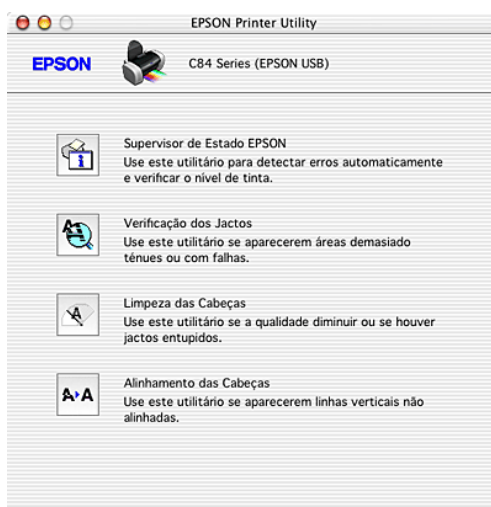 EPSON Printer Utility
EPSON
C84 Series (EPSON USB)
Supervisor de Estado EPSON
Use este utilitário para detectar erros automaticamente
e verificar o nível de tinta.
Verificação dos Jactos
Use este utilitário se aparecerem áreas demasiado
ténues ou com falhas.
Limpeza das Cabeças
Use este utilitário se a qualidade diminuir ou se houver
jactos entupidos.
Alinhamento das Cabeças
Use este utilitário se aparecerem linhas verticais não
alinhadas.